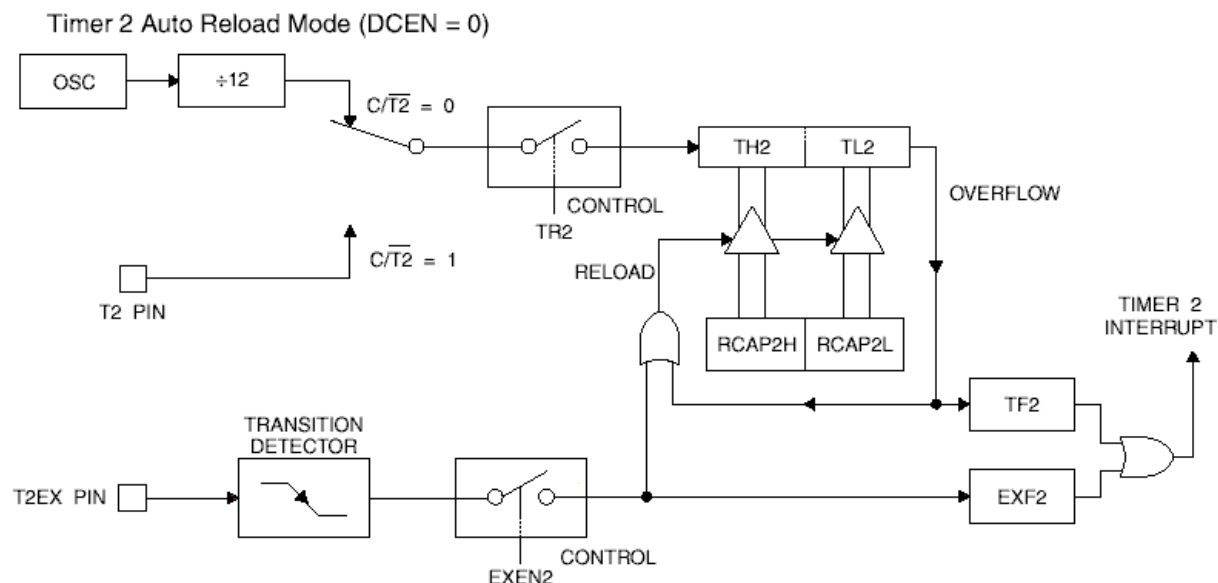 Timer 2 Auto Reload Mode (DCEN = 0)
OSC
÷12
C/T2̅ = 0
TH2
TL2
CONTROL
TR2
OVERFLOW
C/T2̅ = 1
T2 PIN
RELOAD
RCAP2H
RCAP2L
TIMER 2
INTERRUPT
TF2
TRANSITION
DETECTOR
T2EX PIN
EXF2
CONTROL
EXEN2